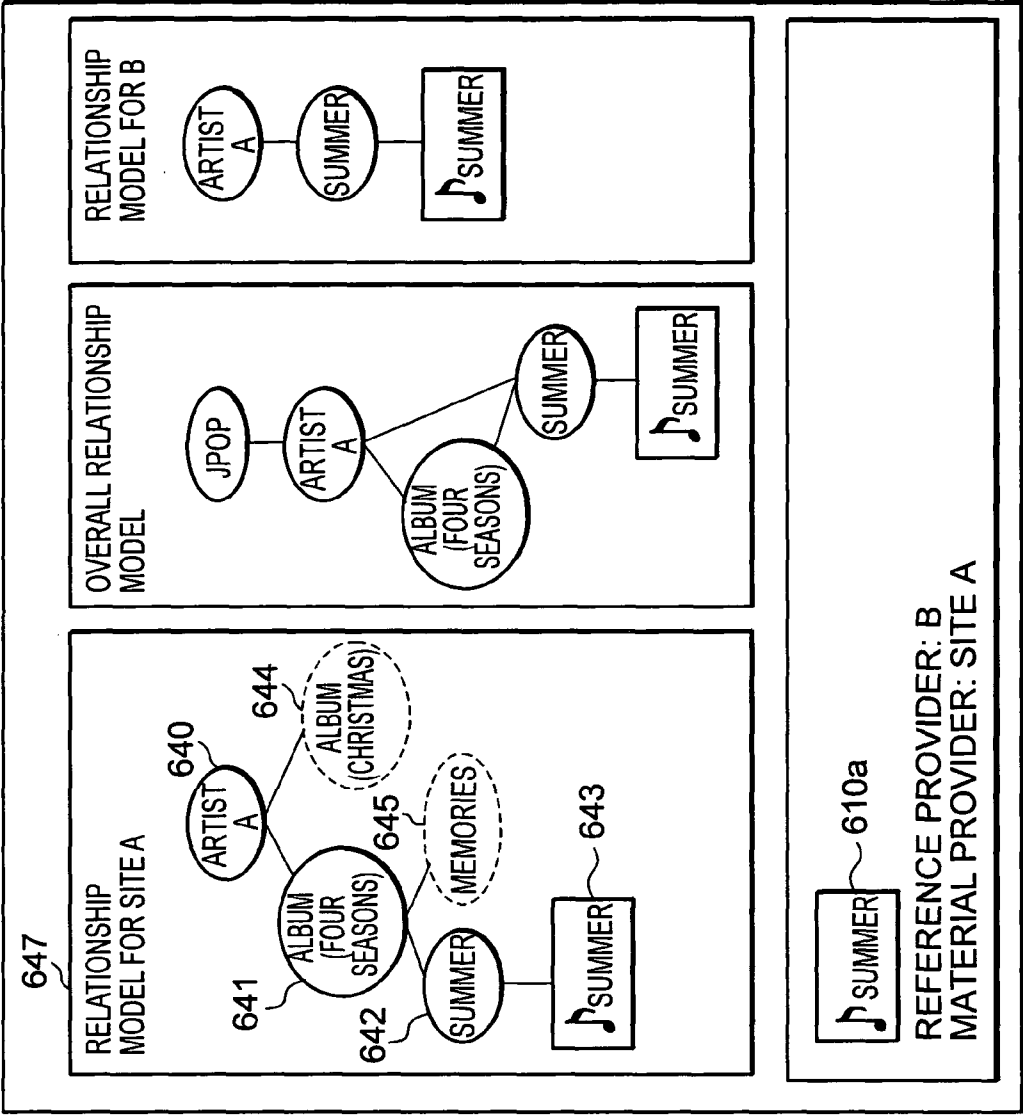 647
RELATIONSHIP
MODEL FOR SITE A
ARTIST
A
640
ALBUM
(FOUR
SEASONS)
641
ALBUM
(CHRISTMAS)
644
SUMMER
642
MEMORIES
645
SUMMER
643
OVERALL RELATIONSHIP
MODEL
JPOP
ARTIST
A
ALBUM
(FOUR
SEASONS)
SUMMER
SUMMER
RELATIONSHIP
MODEL FOR B
ARTIST
A
SUMMER
SUMMER
SUMMER
610a
REFERENCE PROVIDER: B
MATERIAL PROVIDER: SITE A